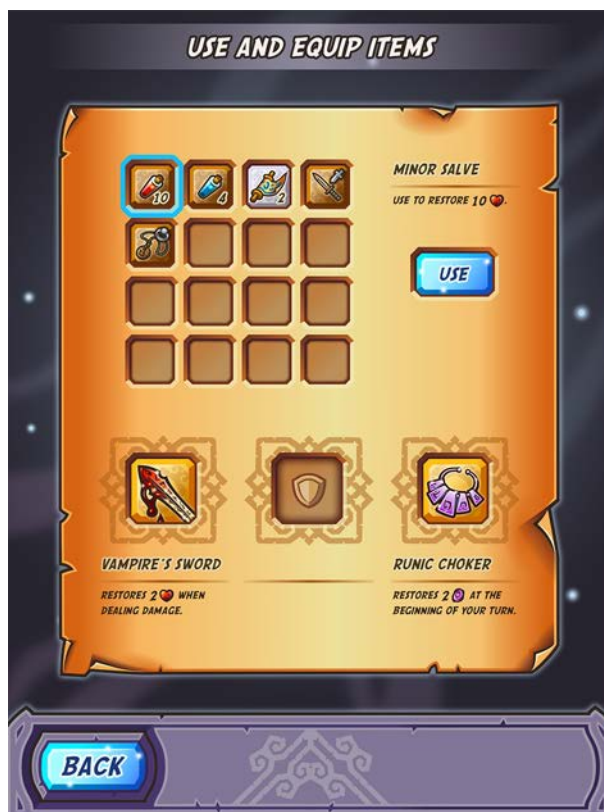 USE AND EQUIP ITEMS
10
4
2
MINOR SALVE
USE TO RESTORE 10 .
USE
VAMPIRE'S SWORD
RESTORES 2 WHEN
DEALING DAMAGE.
RUNIC CHOKER
RESTORES 2 AT THE
BEGINNING OF YOUR TURN.
BACK